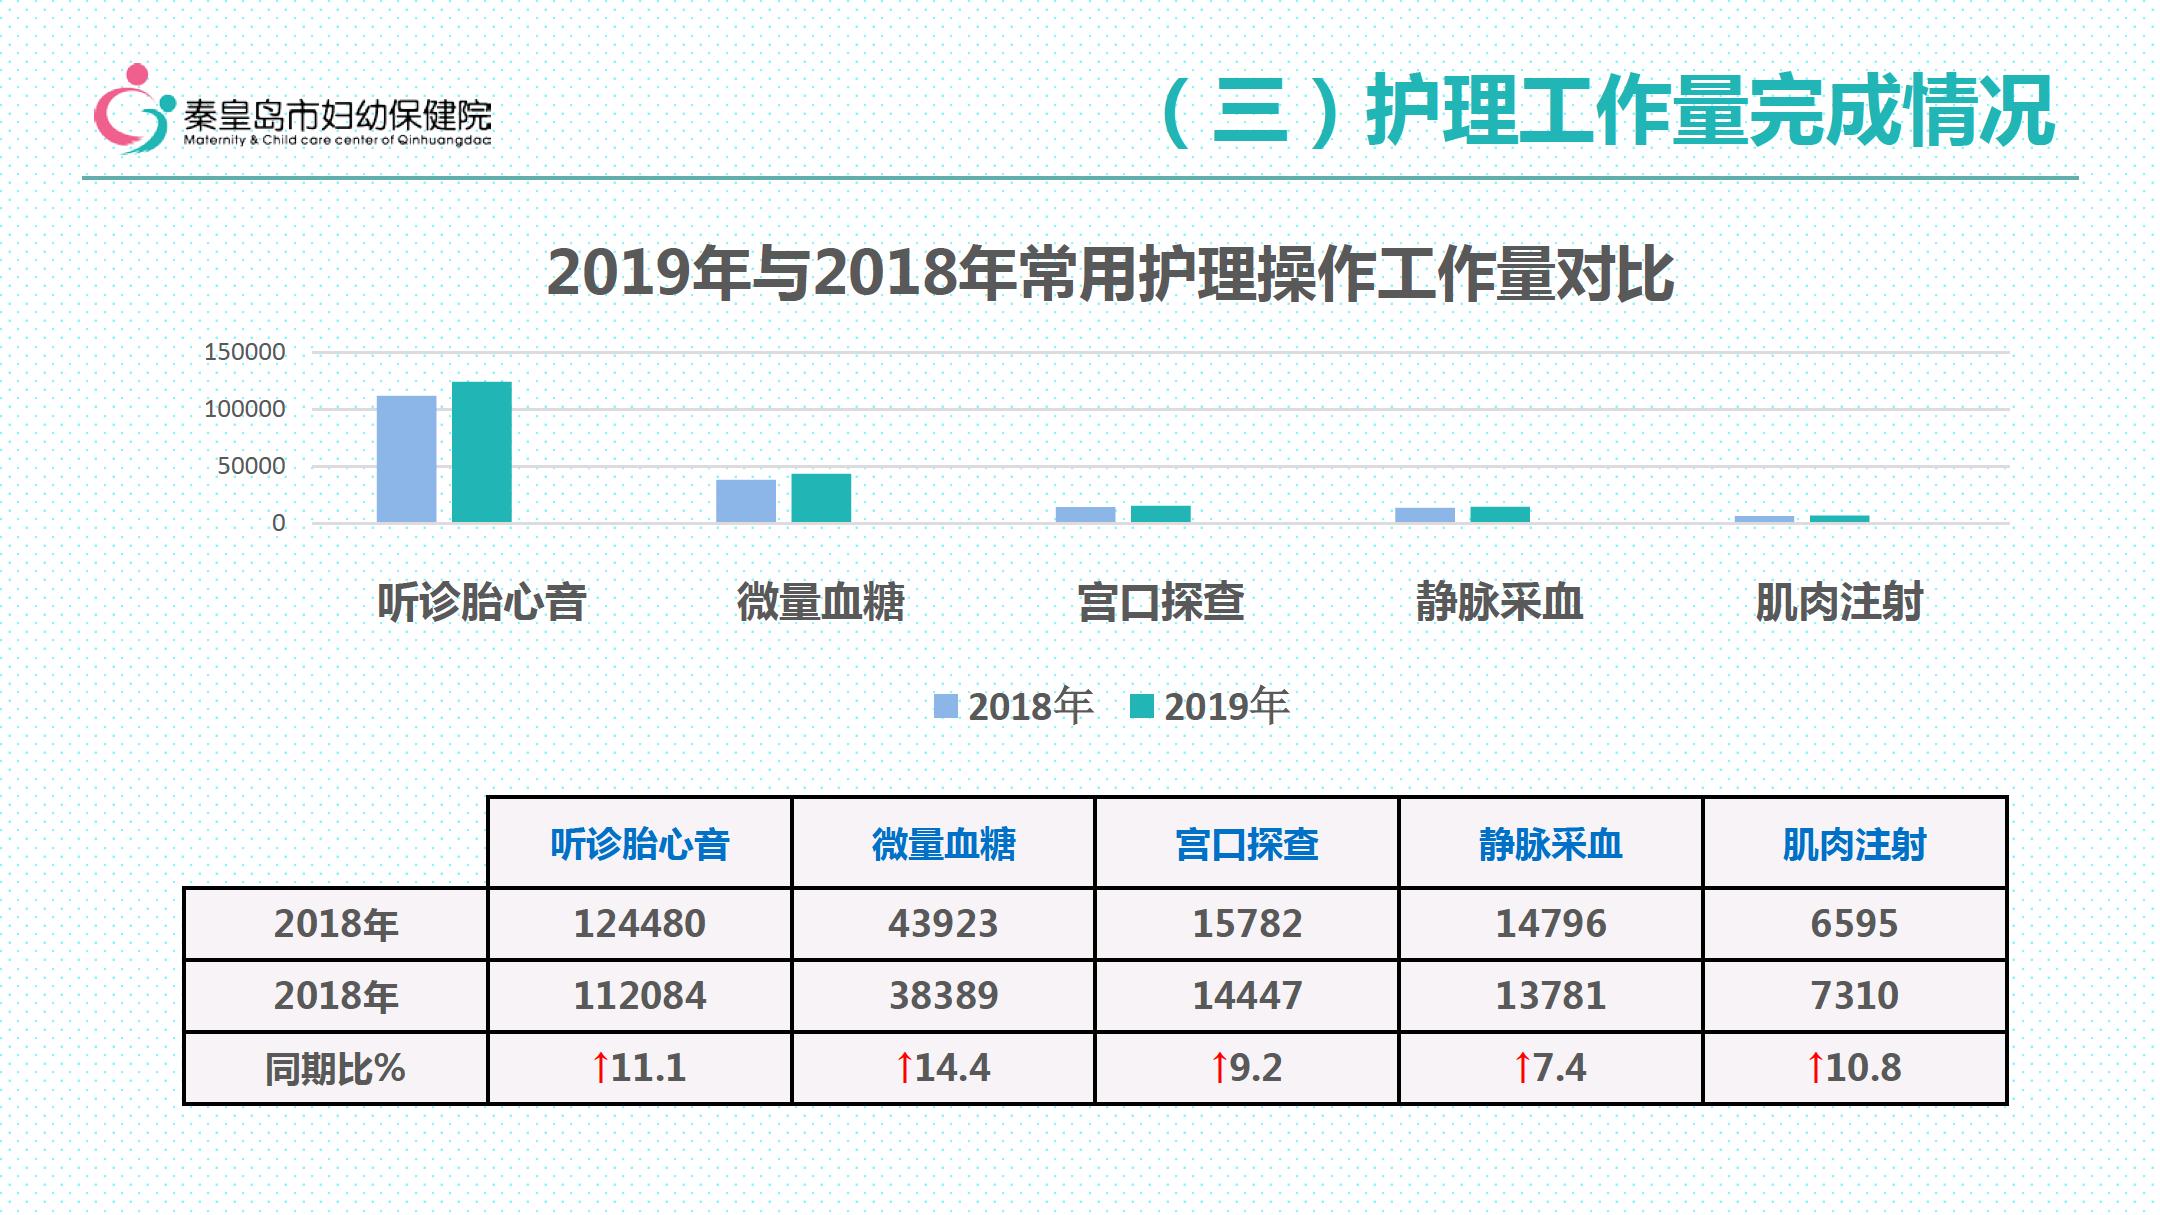 秦皇岛市妇幼保健院
Maternity & Child care center of Qinhuangdao
（三）护理工作量完成情况
2019年与2018年常用护理操作工作量对比
150000
100000
50000
0
听诊胎心音 微量血糖 宫口探查 静脉采血 肌肉注射
2018年 2019年
听诊胎心音 微量血糖 宫口探查 静脉采血 肌肉注射
2018年 124480 43923 15782 14796 6595
2018年 112084 38389 14447 13781 7310
同期比% ↑11.1 ↑14.4 ↑9.2 ↑7.4 ↑10.8